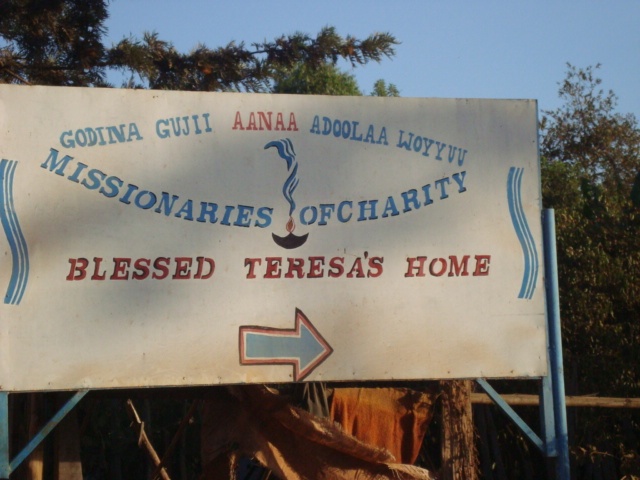 GODINA GUJII AANAA ADOOLAA WOYYUU
MISSIONARIES OF CHARITY
BLESSED TERESA'S HOME